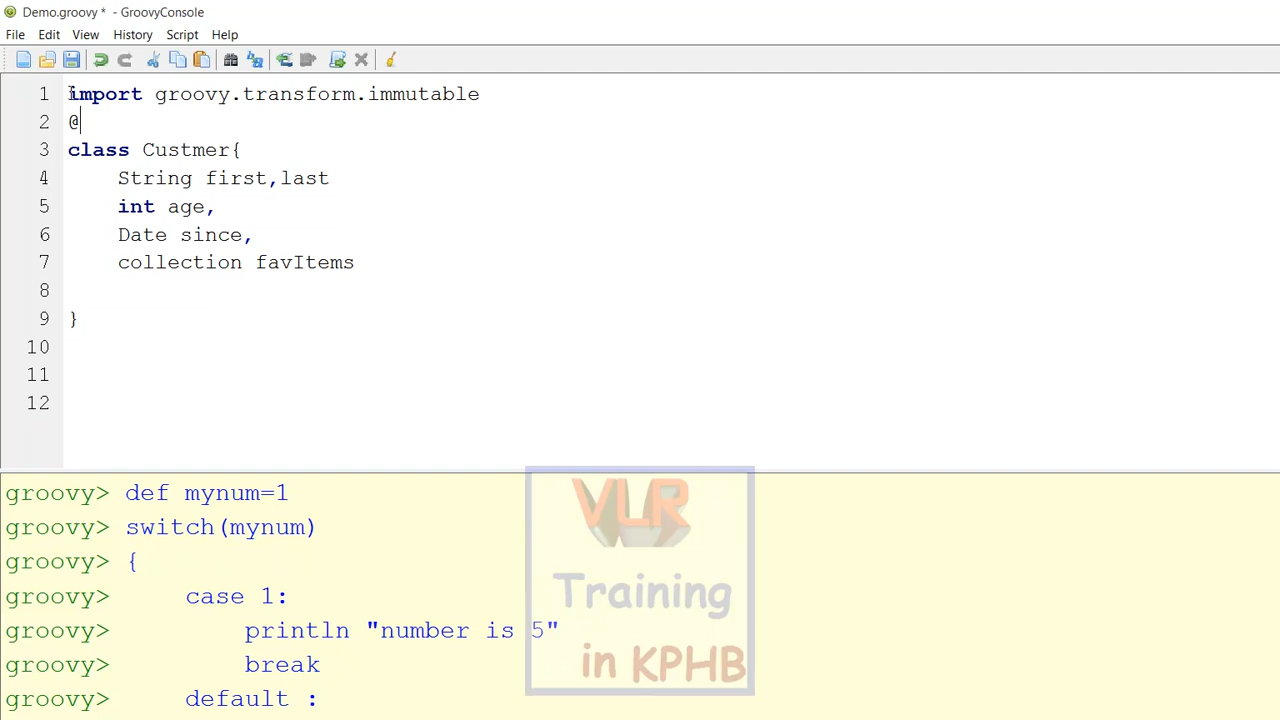 Demo.groovy * - GroovyConsole
File Edit View History Script Help
1 import groovy.transform.immutable
2 @
3 class Custmer{
4 String first,last
5 int age,
6 Date since,
7 collection favItems
8
9 }
10
11
12
groovy> def mynum=1
groovy> switch(mynum)
groovy> {
groovy> case 1:
groovy> println "number is 5"
groovy> break
groovy> default :
VLR
Training
in KPHB